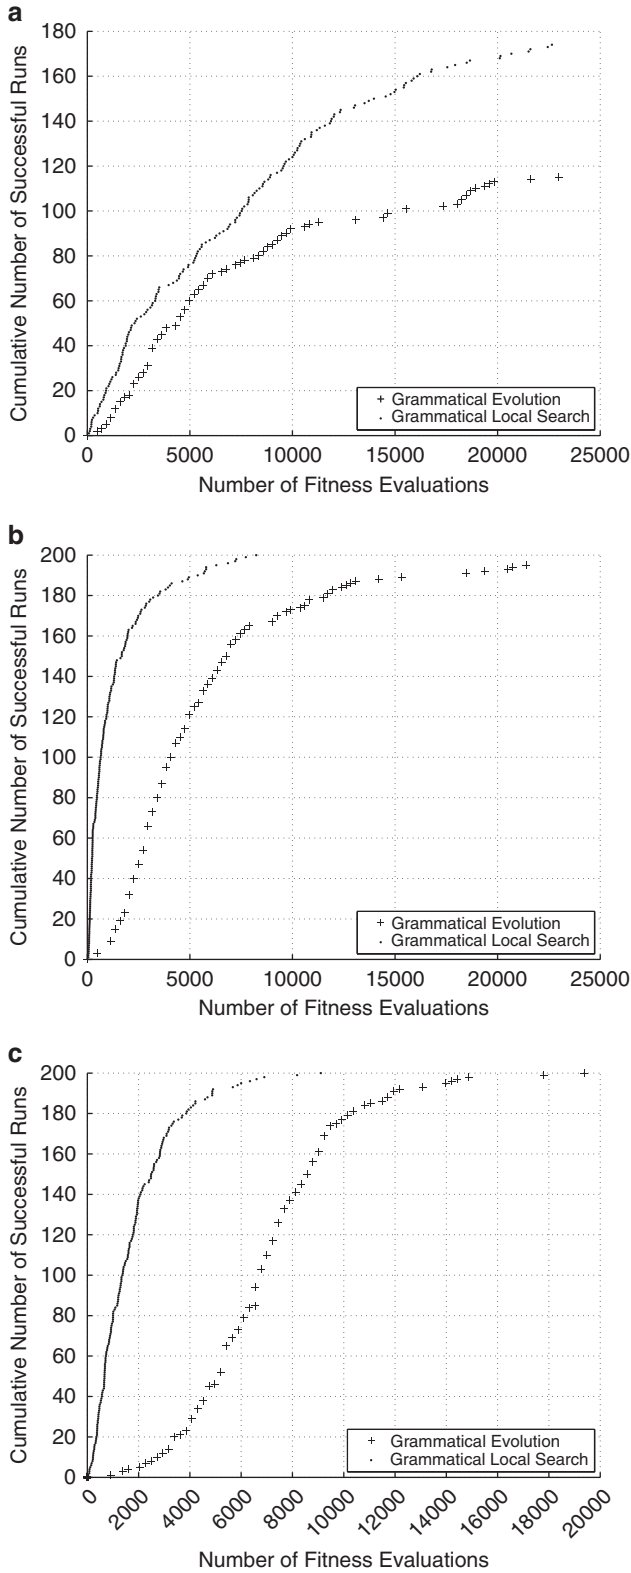 a
Cumulative Number of Successful Runs
180
160
140
120
100
80
60
40
20
0
Grammatical Evolution
Grammatical Local Search
0 5000 10000 15000 20000 25000
Number of Fitness Evaluations
b
Cumulative Number of Successful Runs
200
180
160
140
120
100
80
60
40
20
0
Grammatical Evolution
Grammatical Local Search
0 5000 10000 15000 20000 25000
Number of Fitness Evaluations
c
Cumulative Number of Successful Runs
200
180
160
140
120
100
80
60
40
20
0
Grammatical Evolution
Grammatical Local Search
0 2000 4000 6000 8000 10000 12000 14000 16000 18000 20000
Number of Fitness Evaluations